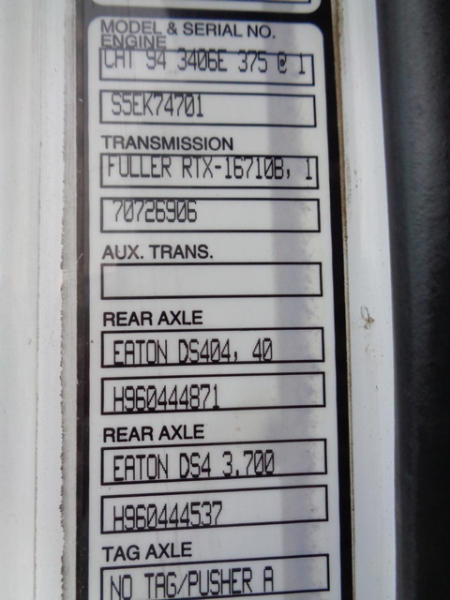 MODEL & SERIAL NO.
ENGINE
CAT 94 3406E 375 @ 1
S5EK74701
TRANSMISSION
FULLER RTX-16710B, 1
70726906
AUX. TRANS.
REAR AXLE
EATON DS404, 40
H960444871
REAR AXLE
EATON DS4 3.700
H960444537
TAG AXLE
NO TAG/PUSHER A